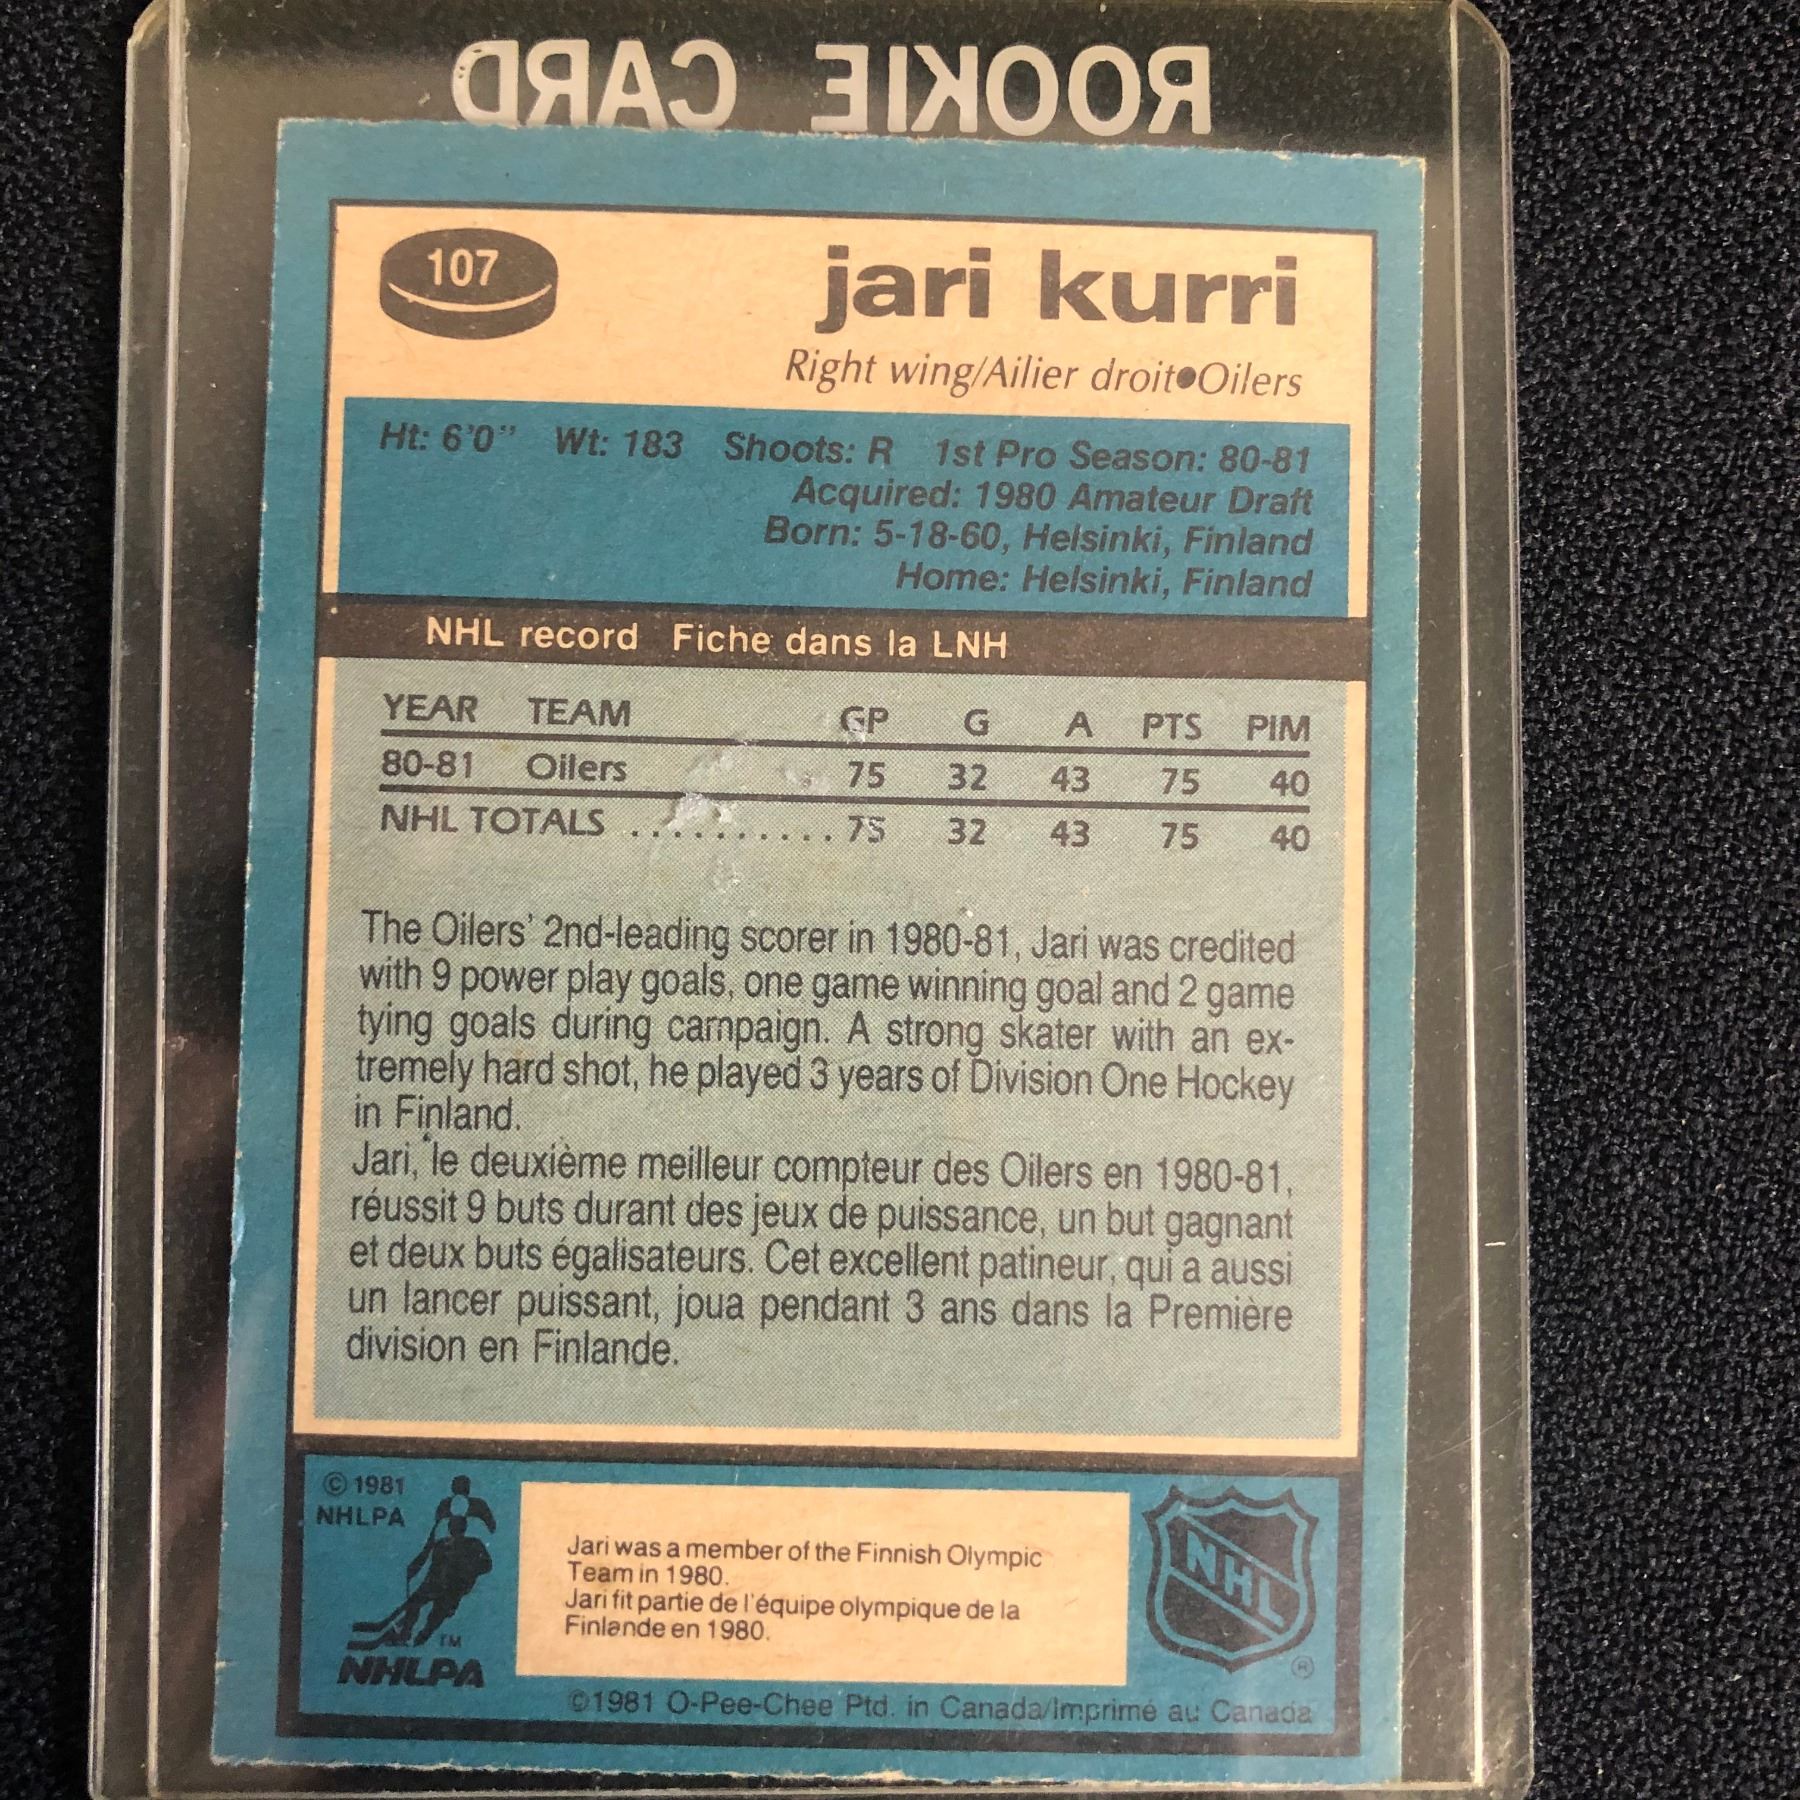 ROOKIE CARD
107
jari kurri
Right wing/Ailier droit●Oilers
Ht: 6'0" Wt: 183 Shoots: R 1st Pro Season: 80-81
Acquired: 1980 Amateur Draft
Born: 5-18-60, Helsinki, Finland
Home: Helsinki, Finland
NHL record Fiche dans la LNH
YEAR TEAM GP G A PTS PIM
80-81 Oilers 75 32 43 75 40
NHL TOTALS .......... 75 32 43 75 40
The Oilers' 2nd-leading scorer in 1980-81, Jari was credited
with 9 power play goals, one game winning goal and 2 game
tying goals during campaign. A strong skater with an ex-
tremely hard shot, he played 3 years of Division One Hockey
in Finland.
Jari, le deuxième meilleur compteur des Oilers en 1980-81,
réussit 9 buts durant des jeux de puissance, un but gagnant
et deux buts égalisateurs. Cet excellent patineur, qui a aussi
un lancer puissant, joua pendant 3 ans dans la Première
division en Finlande.
© 1981
NHLPA
TM
NHLPA
Jari was a member of the Finnish Olympic
Team in 1980.
Jari fit partie de l'équipe olympique de la
Finlande en 1980.
NHL
®
©1981 O-Pee-Chee Ptd. in Canada/Imprimé au Canada